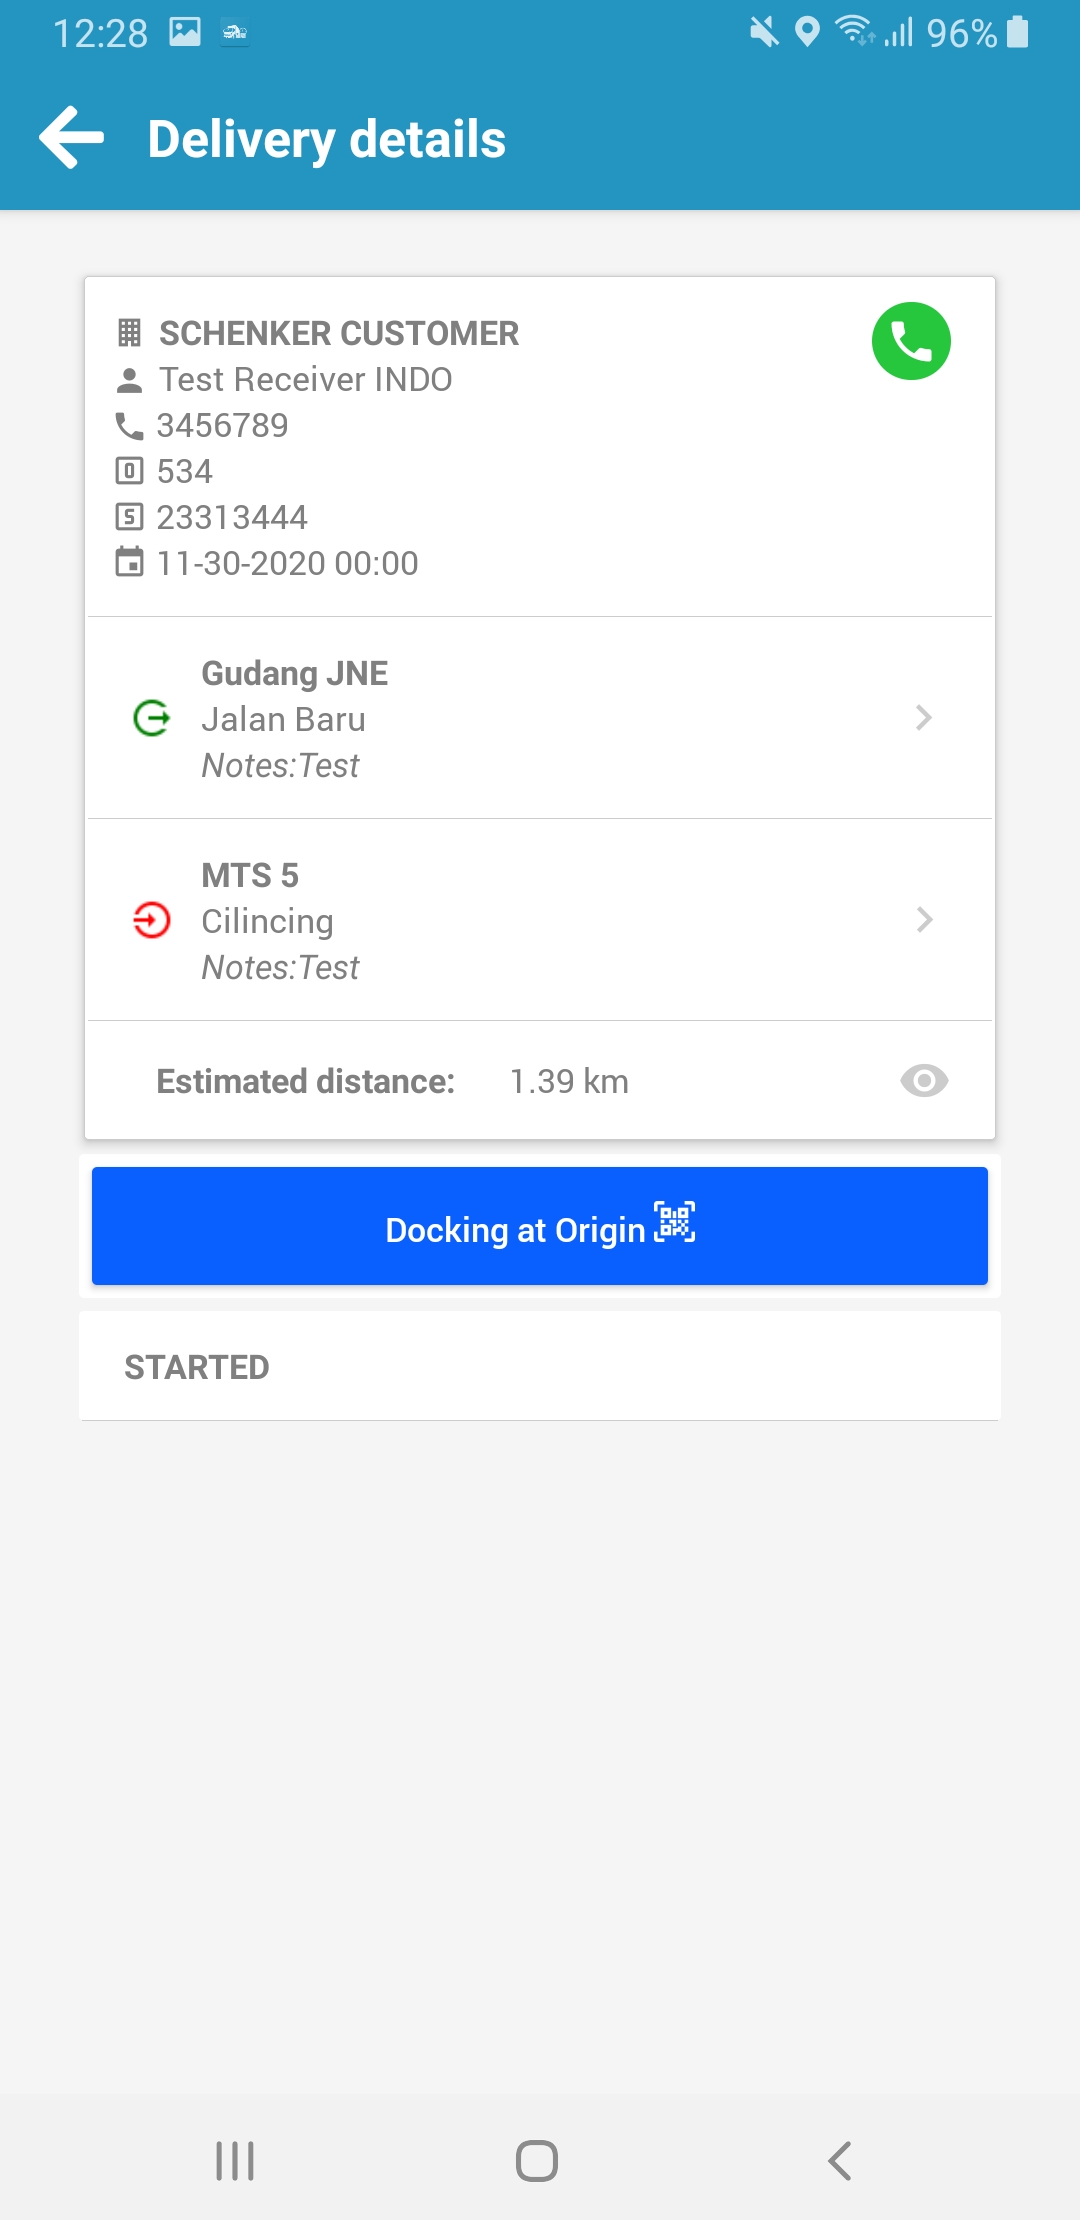 12:28
96%
Delivery details
SCHENKER CUSTOMER
Test Receiver INDO
3456789
O 534
S 23313444
11-30-2020 00:00
Gudang JNE
Jalan Baru
Notes:Test
MTS 5
Cilincing
Notes:Test
Estimated distance: 1.39 km
Docking at Origin
STARTED